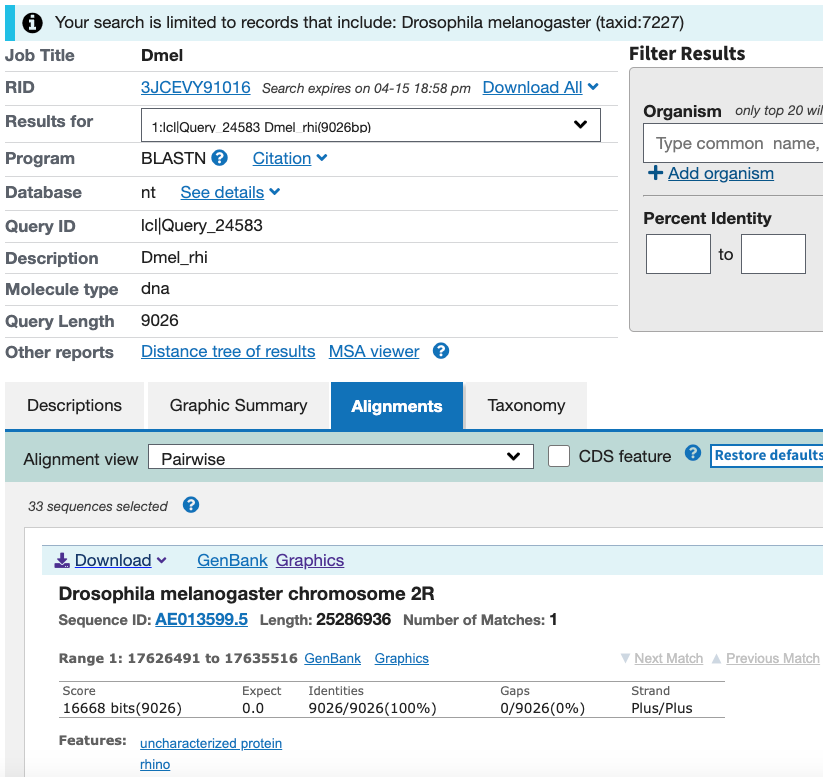 Your search is limited to records that include: Drosophila melanogaster (taxid:7227)
Job Title Dmel
RID 3JCEVY91016 Search expires on 04-15 18:58 pm Download All
Results for 1:lcl|Query_24583 Dmel_rhi(9026bp)
Program BLASTN ? Citation
Database nt See details
Query ID lcl|Query_24583
Description Dmel_rhi
Molecule type dna
Query Length 9026
Other reports Distance tree of results MSA viewer ?
Filter Results
Organism only top 20 wil
Type common name,
+ Add organism
Percent Identity
to
Descriptions Graphic Summary Alignments Taxonomy
Alignment view Pairwise CDS feature ? Restore defaults
33 sequences selected ?
Download GenBank Graphics
Drosophila melanogaster chromosome 2R
Sequence ID: AE013599.5 Length: 25286936 Number of Matches: 1
Range 1: 17626491 to 17635516 GenBank Graphics ▼ Next Match ▲ Previous Match
Score Expect Identities Gaps Strand
16668 bits(9026) 0.0 9026/9026(100%) 0/9026(0%) Plus/Plus
Features: uncharacterized protein
rhino